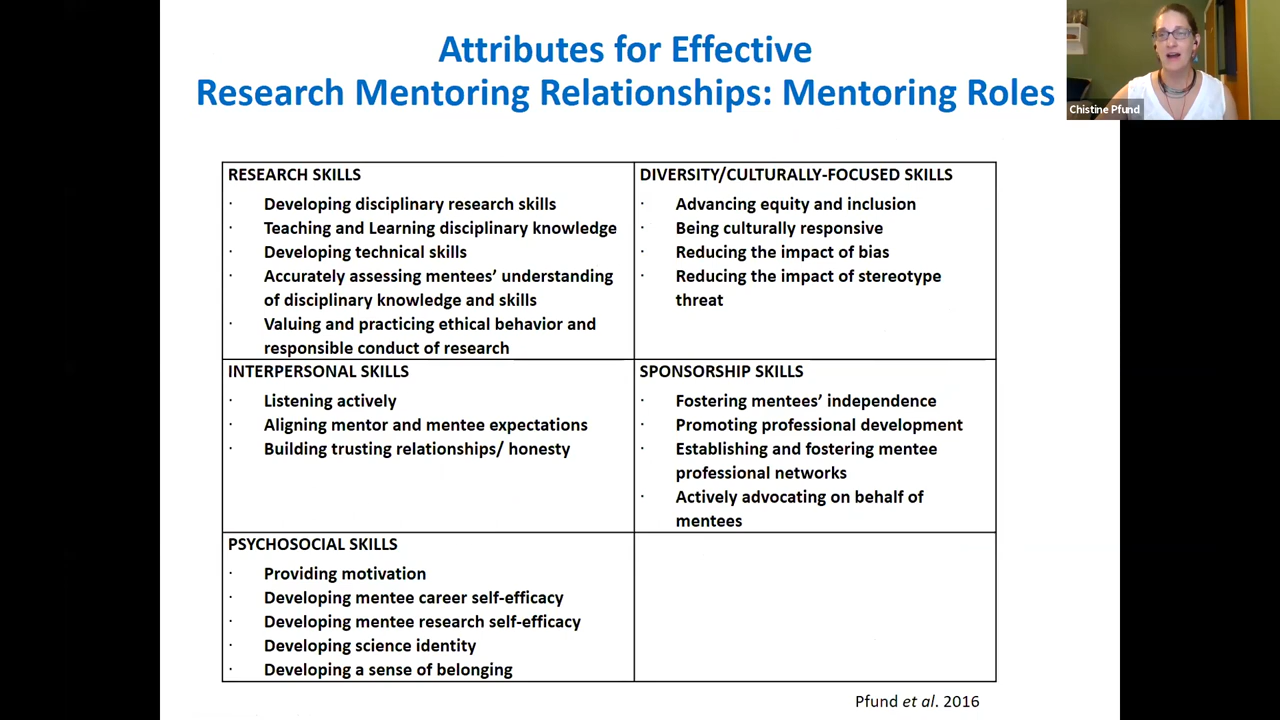 Attributes for Effective
Research Mentoring Relationships: Mentoring Roles
Chistine Pfund
RESEARCH SKILLS
· Developing disciplinary research skills
· Teaching and Learning disciplinary knowledge
· Developing technical skills
· Accurately assessing mentees’ understanding
of disciplinary knowledge and skills
· Valuing and practicing ethical behavior and
responsible conduct of research
DIVERSITY/CULTURALLY-FOCUSED SKILLS
· Advancing equity and inclusion
· Being culturally responsive
· Reducing the impact of bias
· Reducing the impact of stereotype
threat
INTERPERSONAL SKILLS
· Listening actively
· Aligning mentor and mentee expectations
· Building trusting relationships/ honesty
SPONSORSHIP SKILLS
· Fostering mentees’ independence
· Promoting professional development
· Establishing and fostering mentee
professional networks
· Actively advocating on behalf of
mentees
PSYCHOSOCIAL SKILLS
· Providing motivation
· Developing mentee career self-efficacy
· Developing mentee research self-efficacy
· Developing science identity
· Developing a sense of belonging
Pfund et al. 2016